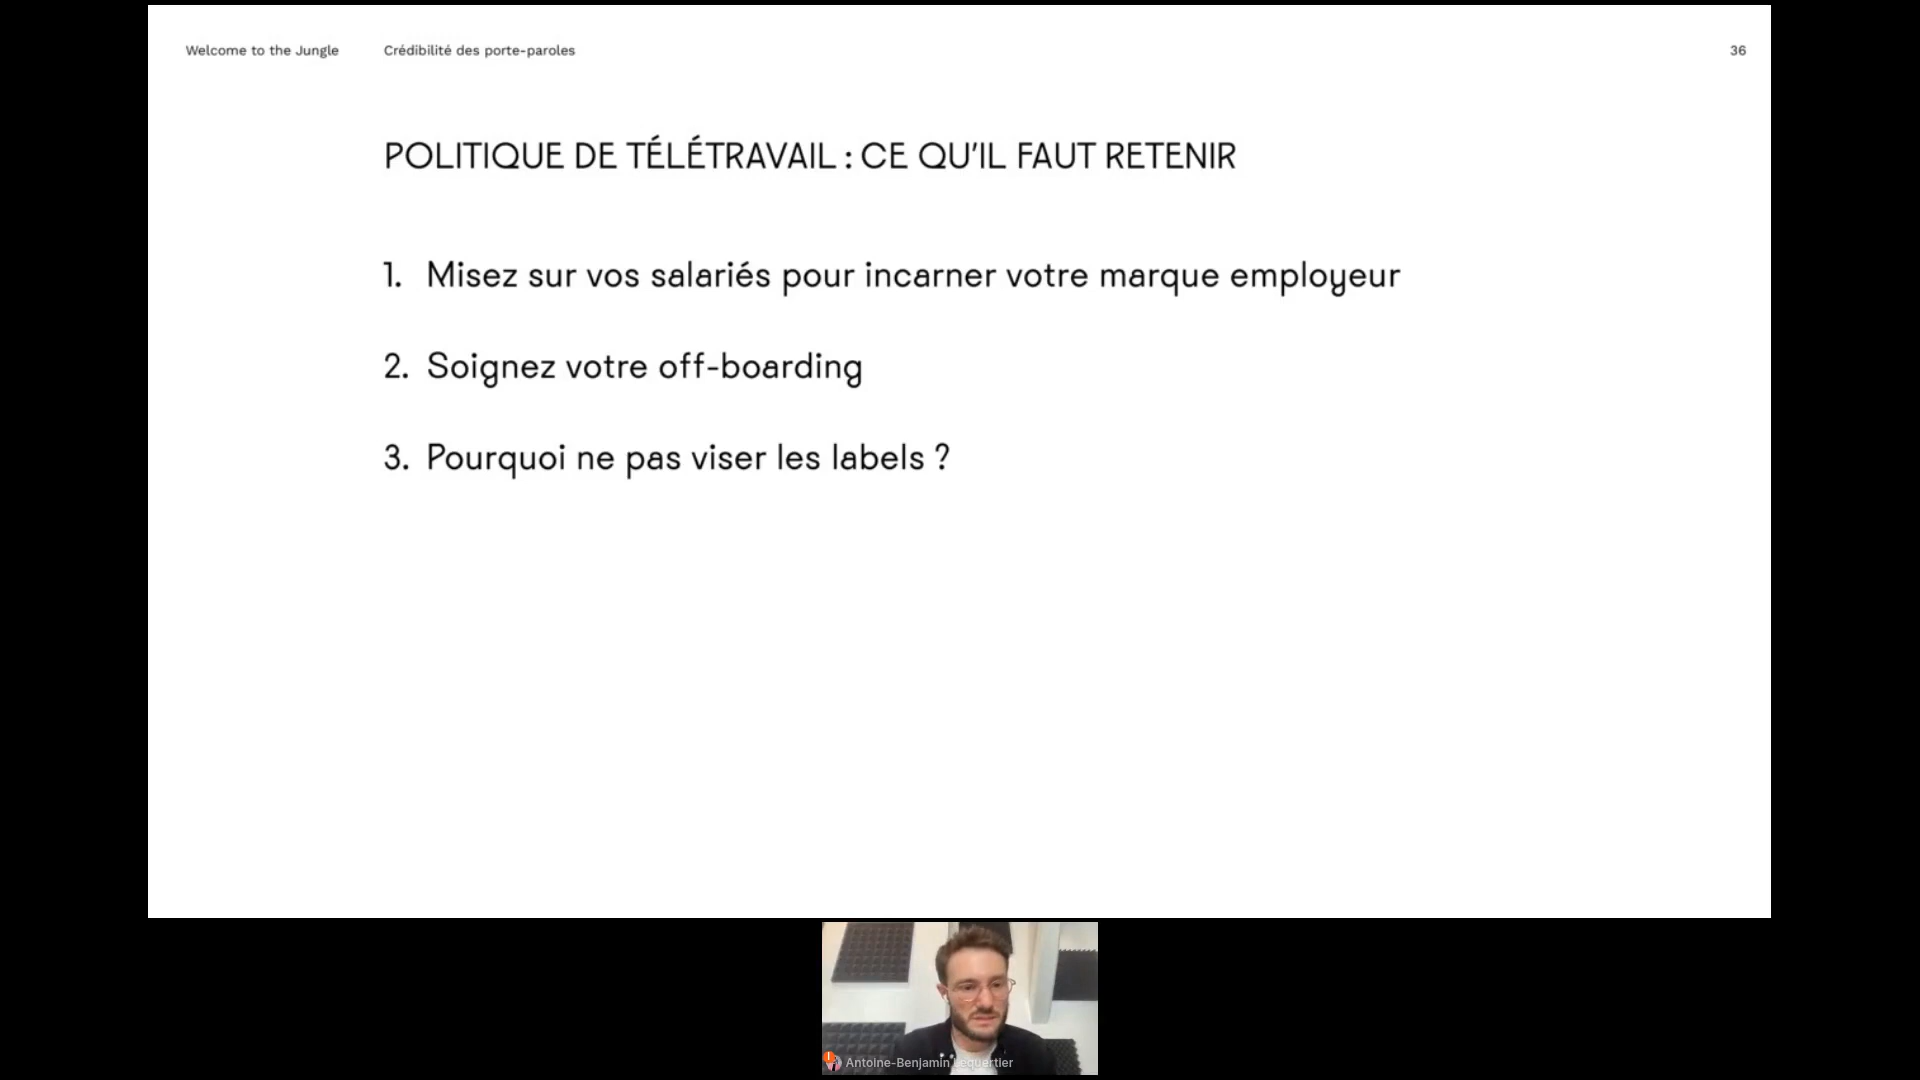 Welcome to the Jungle
Crédibilité des porte-paroles
36
POLITIQUE DE TÉLÉTRAVAIL : CE QU'IL FAUT RETENIR
1. Misez sur vos salariés pour incarner votre marque employeur
2. Soignez votre off-boarding
3. Pourquoi ne pas viser les labels ?
Antoine-Benjamin Lequertier